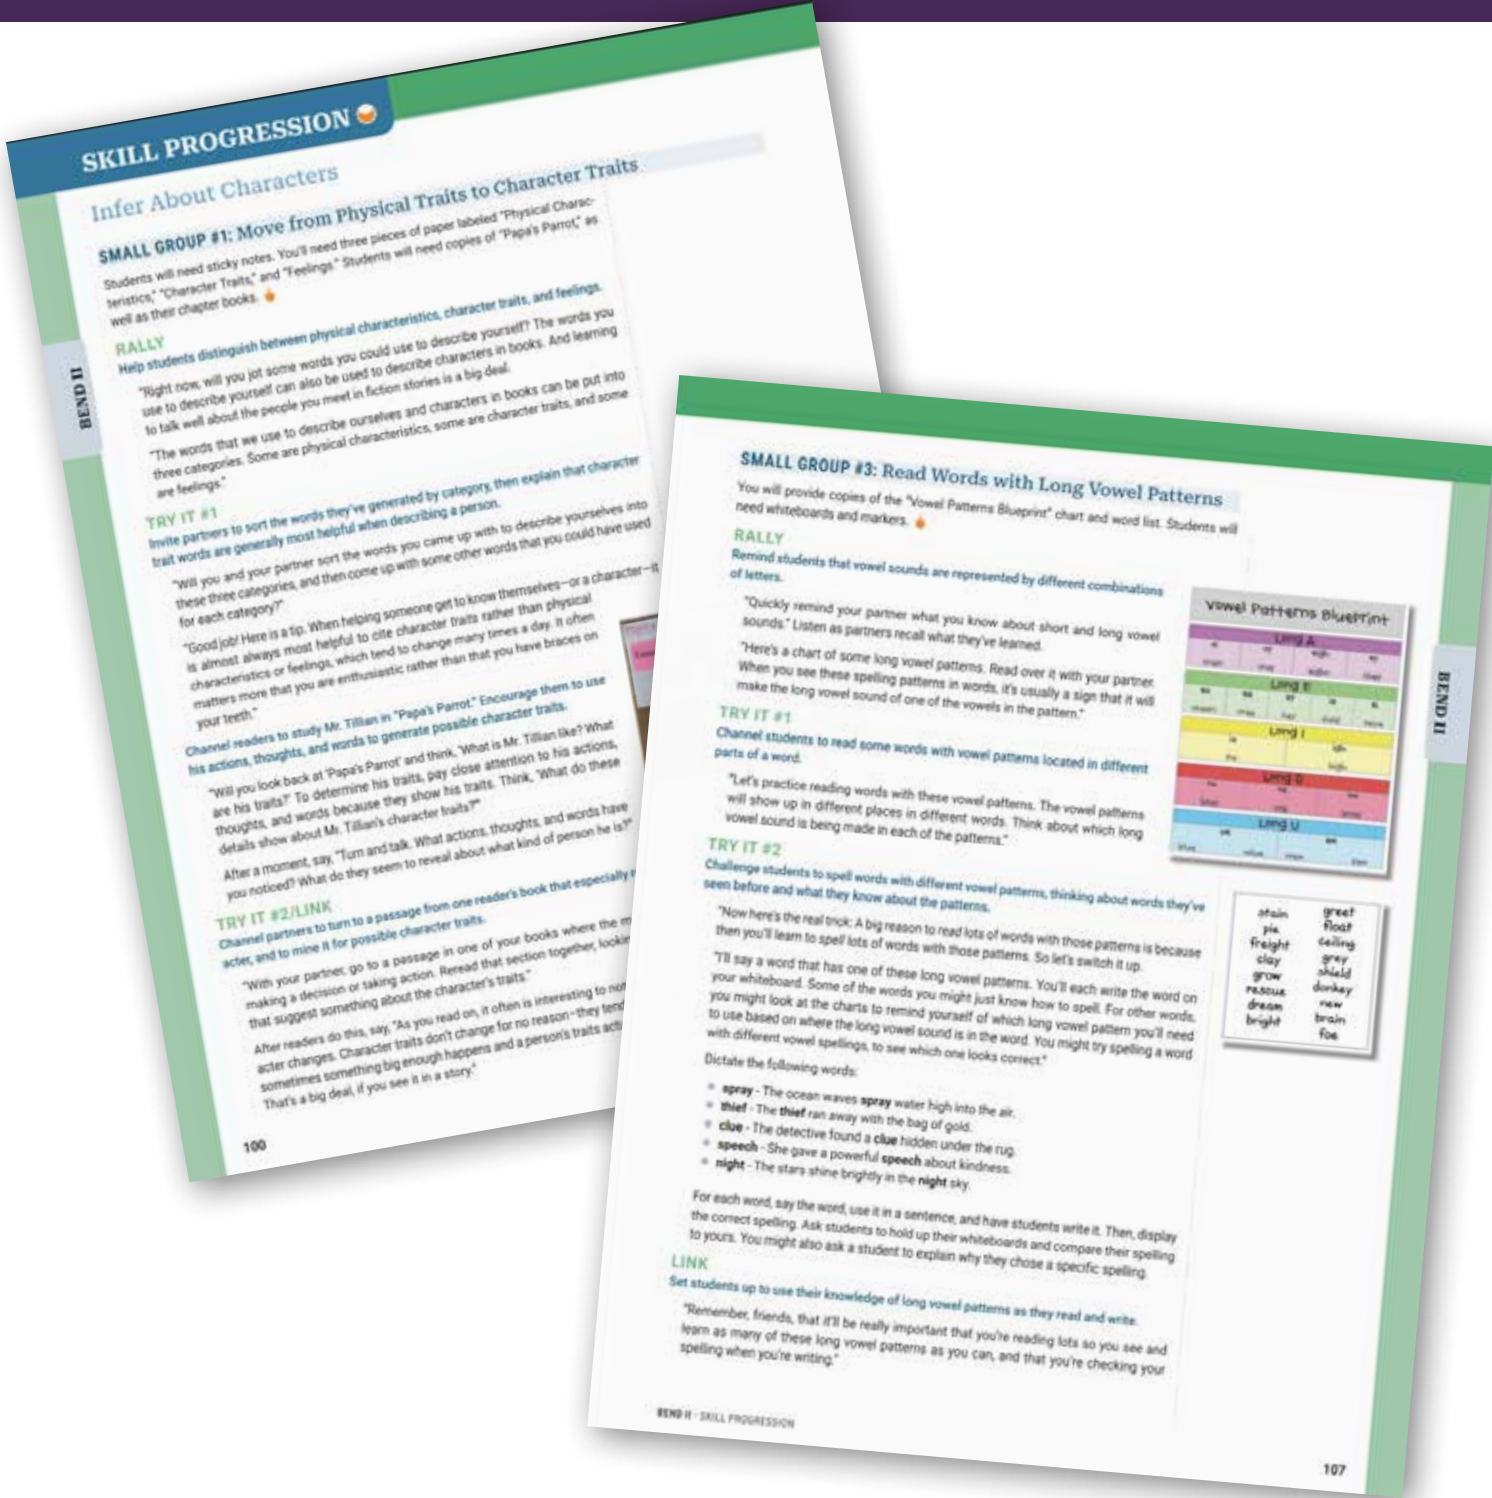 SKILL PROGRESSION
Infer About Characters
SMALL GROUP #1: Move from Physical Traits to Character Traits
Students will need sticky notes. You'll need three pieces of paper labeled "Physical Charac-
teristics," "Character Traits," and "Feelings." Students will need copies of "Papa's Parrot," as
well as their chapter books.
RALLY
Help students distinguish between physical characteristics, character traits, and feelings.
"Right now, will you jot some words you could use to describe yourself? The words you
use to describe yourself can also be used to describe characters in books. And learning
to talk well about the people you meet in fiction stories is a big deal.
"The words that we use to describe ourselves and characters in books can be put into
three categories. Some are physical characteristics, some are character traits, and some
are feelings."
TRY IT #1
Invite partners to sort the words they've generated by category, then explain that character
trait words are generally most helpful when describing a person.
"Will you and your partner sort the words you came up with to describe yourselves into
these three categories, and then come up with some other words that you could have used
for each category?"
"Good job! Here is a tip. When helping someone get to know themselves—or a character—it
is almost always most helpful to cite character traits rather than physical
characteristics or feelings, which tend to change many times a day. It often
matters more that you are enthusiastic rather than that you have braces on
your teeth."
Channel readers to study Mr. Tillian in "Papa's Parrot." Encourage them to use
his actions, thoughts, and words to generate possible character traits.
"Will you look back at 'Papa's Parrot' and think, 'What is Mr. Tillian like? What
are his traits?' To determine his traits, pay close attention to his actions,
thoughts, and words because they show his traits. Think, 'What do these
details show about Mr. Tillian's character traits?'"
After a moment, say, "Turn and talk. What actions, thoughts, and words have
you noticed? What do they seem to reveal about what kind of person he is?"
TRY IT #2/LINK
Channel partners to turn to a passage from one reader's book that especially
acter, and to mine it for possible character traits.
"With your partner, go to a passage in one of your books where the
making a decision or taking action. Reread that section together,
that suggest something about the character's traits."
After readers do this, say, "As you read on, it often is interesting to
acter changes. Character traits don't change for no reason—they tend
sometimes something big enough happens and a person's traits
That's a big deal, if you see it in a story."
BEND II
100
SMALL GROUP #3: Read Words with Long Vowel Patterns
You will provide copies of the "Vowel Patterns Blueprint" chart and word list. Students will
need whiteboards and markers.
RALLY
Remind students that vowel sounds are represented by different combinations
of letters.
"Quickly remind your partner what you know about short and long vowel
sounds." Listen as partners recall what they've learned.
"Here's a chart of some long vowel patterns. Read over it with your partner.
When you see these spelling patterns in words, it's usually a sign that it will
make the long vowel sound of one of the vowels in the pattern."
TRY IT #1
Channel students to read some words with vowel patterns located in different
parts of a word.
"Let's practice reading words with these vowel patterns. The vowel patterns
will show up in different places in different words. Think about which long
vowel sound is being made in each of the patterns."
TRY IT #2
Challenge students to spell words with different vowel patterns, thinking about words they've
seen before and what they know about the patterns.
"Now here's the real trick: A big reason to read lots of words with those patterns is because
then you'll learn to spell lots of words with those patterns. So let's switch it up.
"I'll say a word that has one of these long vowel patterns. You'll each write the word on
your whiteboard. Some of the words you might just know how to spell. For other words,
you might look at the charts to remind yourself of which long vowel pattern you'll need
to use based on where the long vowel sound is in the word. You might try spelling a word
with different vowel spellings, to see which one looks correct."
Dictate the following words:
spray - The ocean waves spray water high into the air.
thief - The thief ran away with the bag of gold.
clue - The detective found a clue hidden under the rug.
speech - She gave a powerful speech about kindness.
night - The stars shine brightly in the night sky.
For each word, say the word, use it in a sentence, and have students write it. Then, display
the correct spelling. Ask students to hold up their whiteboards and compare their spelling
to yours. You might also ask a student to explain why they chose a specific spelling.
LINK
Set students up to use their knowledge of long vowel patterns as they read and write.
"Remember, friends, that it'll be really important that you're reading lots so you see and
learn as many of these long vowel patterns as you can, and that you're checking your
spelling when you're writing."
Vowel Patterns Blueprint
Long A
Long E
Long I
Long O
Long U
stain greet
pie float
freight ceiling
clay grey
grow shield
rescue donkey
dream new
bright brain
foe
BEND II
BEND II - SKILL PROGRESSION
107